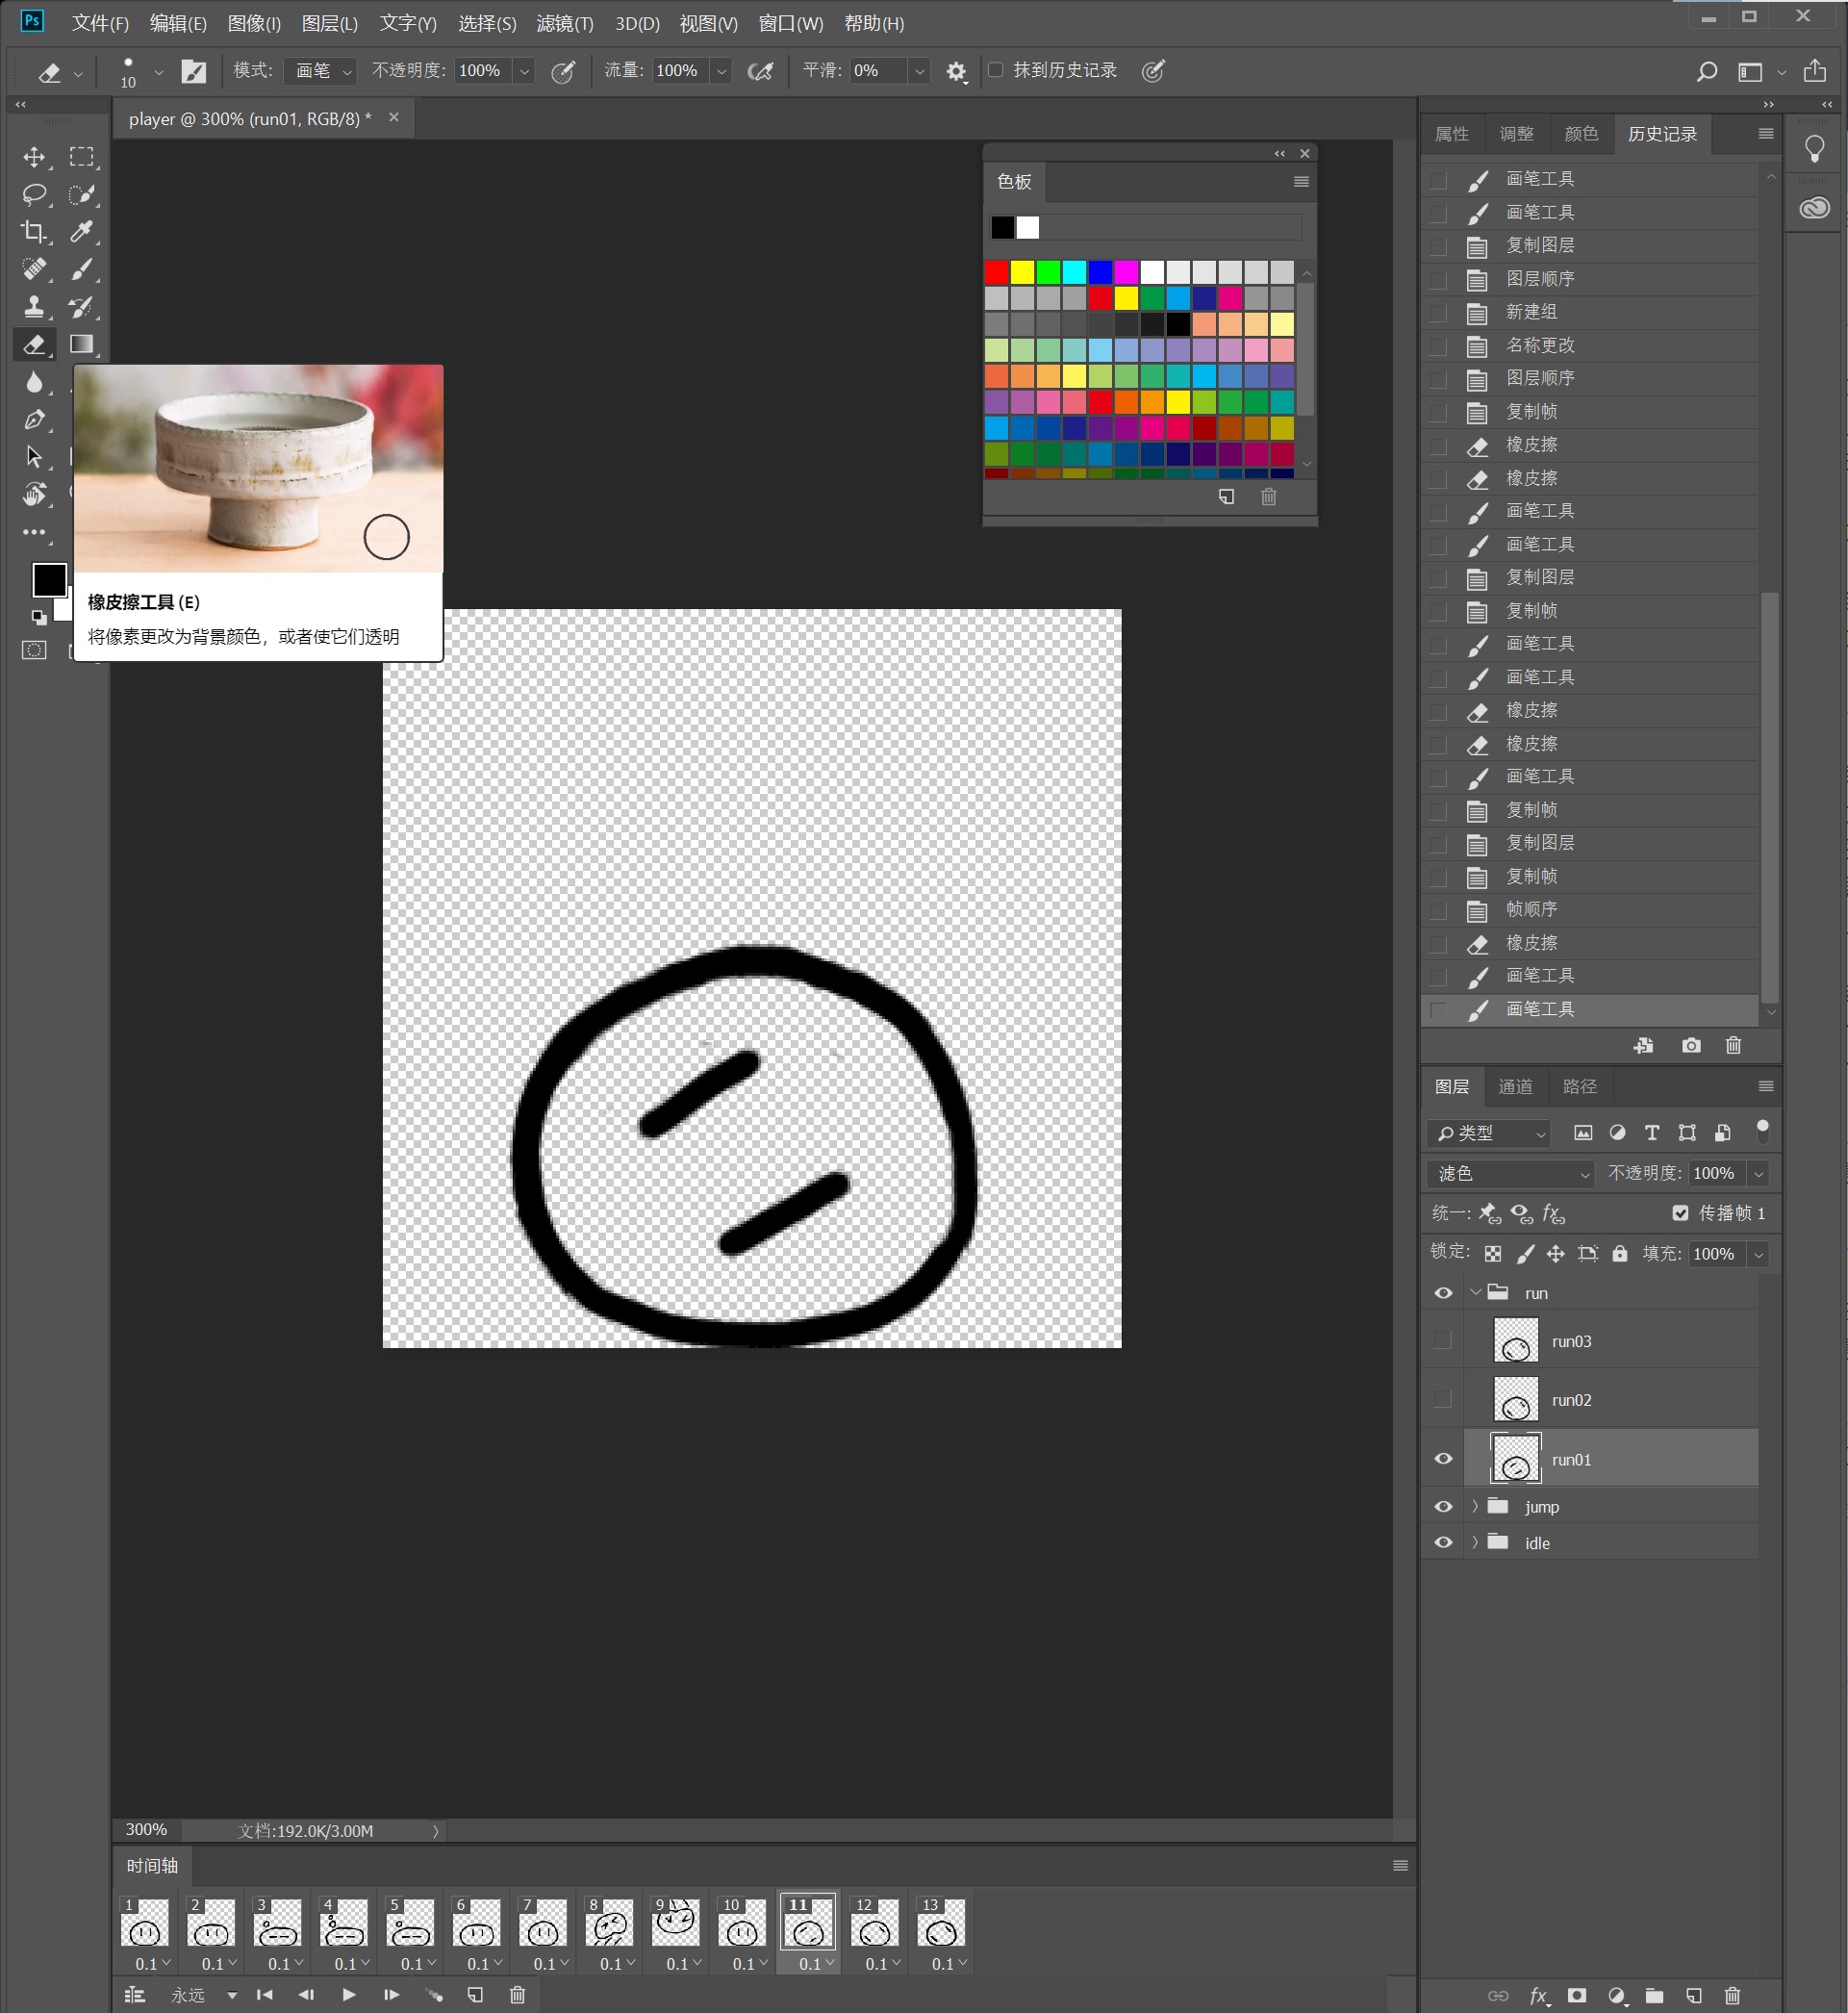 Ps 文件(F) 编辑(E) 图像(I) 图层(L) 文字(Y) 选择(S) 滤镜(T) 3D(D) 视图(V) 窗口(W) 帮助(H)
10 模式: 画笔 不透明度: 100% 流量: 100% 平滑: 0% 抹到历史记录
player @ 300% (run01, RGB/8) *
色板
橡皮擦工具 (E)
将像素更改为背景颜色，或者使它们透明
属性 调整 颜色 历史记录
画笔工具
画笔工具
复制图层
图层顺序
新建组
名称更改
图层顺序
复制帧
橡皮擦
橡皮擦
画笔工具
画笔工具
复制图层
复制帧
画笔工具
画笔工具
橡皮擦
橡皮擦
画笔工具
复制帧
复制图层
复制帧
帧顺序
橡皮擦
画笔工具
画笔工具
图层 通道 路径
类型
滤色 不透明度: 100%
统一: 传播帧 1
锁定: 填充: 100%
run
run03
run02
run01
jump
idle
300% 文档:192.0K/3.00M
时间轴
1 2 3 4 5 6 7 8 9 10 11 12 13
0.1 0.1 0.1 0.1 0.1 0.1 0.1 0.1 0.1 0.1 0.1 0.1 0.1
永远
fx